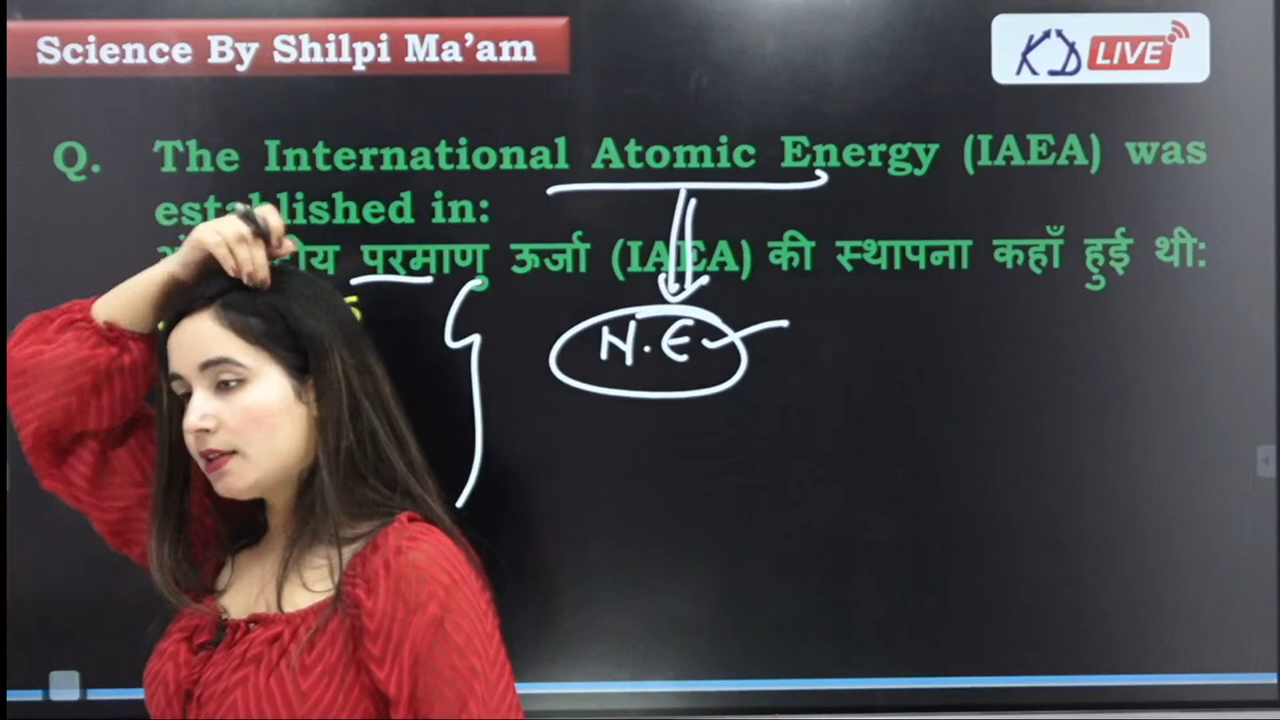 Science By Shilpi Ma'am
KD LIVE
Q. The International Atomic Energy (IAEA) was
established in:
परमाणु ऊर्जा (IAEA) की स्थापना कहाँ हुई थी:
N.E